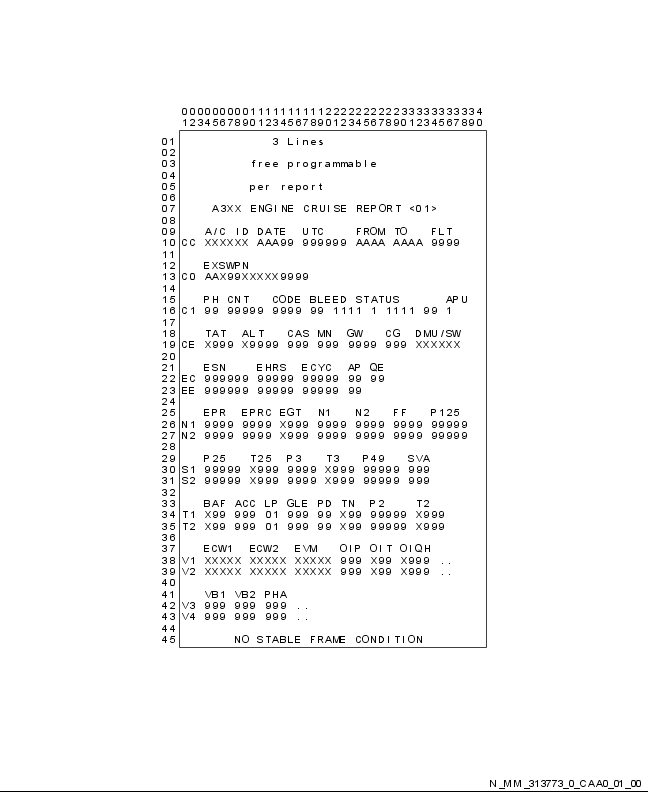 0000000001111111111222222222233333333334
1234567890123456789012345678901234567890
01 3 Lines
02
03 free programmable
04
05 per report
06
07 A3XX ENGINE CRUISE REPORT <01>
08
09 A/C ID DATE UTC FROM TO FLT
10 CC XXXXXX AAA99 999999 AAAA AAAA 9999
11
12 EXSWPN
13 C0 AAX99XXXXX9999
14
15 PH CNT CODE BLEED STATUS APU
16 C1 99 99999 9999 99 1111 1 1111 99 1
17
18 TAT ALT CAS MN GW CG DMU/SW
19 CE X999 X9999 999 999 9999 999 XXXXXX
20
21 ESN EHRS ECYC AP QE
22 EC 999999 99999 99999 99 99
23 EE 999999 99999 99999 99
24
25 EPR EPRC EGT N1 N2 FF P125
26 N1 9999 9999 X999 9999 9999 9999 99999
27 N2 9999 9999 X999 9999 9999 9999 99999
28
29 P25 T25 P3 T3 P49 SVA
30 S1 99999 X999 9999 X999 99999 999
31 S2 99999 X999 9999 X999 99999 999
32
33 BAF ACC LP GLE PD TN P2 T2
34 T1 X99 999 01 999 99 X99 99999 X999
35 T2 X99 999 01 999 99 X99 99999 X999
36
37 ECW1 ECW2 EVM OIP OIT OIQH
38 V1 XXXXX XXXXX XXXXX 999 X99 X999 ..
39 V2 XXXXX XXXXX XXXXX 999 X99 X999 ..
40
41 VB1 VB2 PHA
42 V3 999 999 999 ..
43 V4 999 999 999 ..
44
45 NO STABLE FRAME CONDITION
N_MM_313773_0_CAA0_01_00